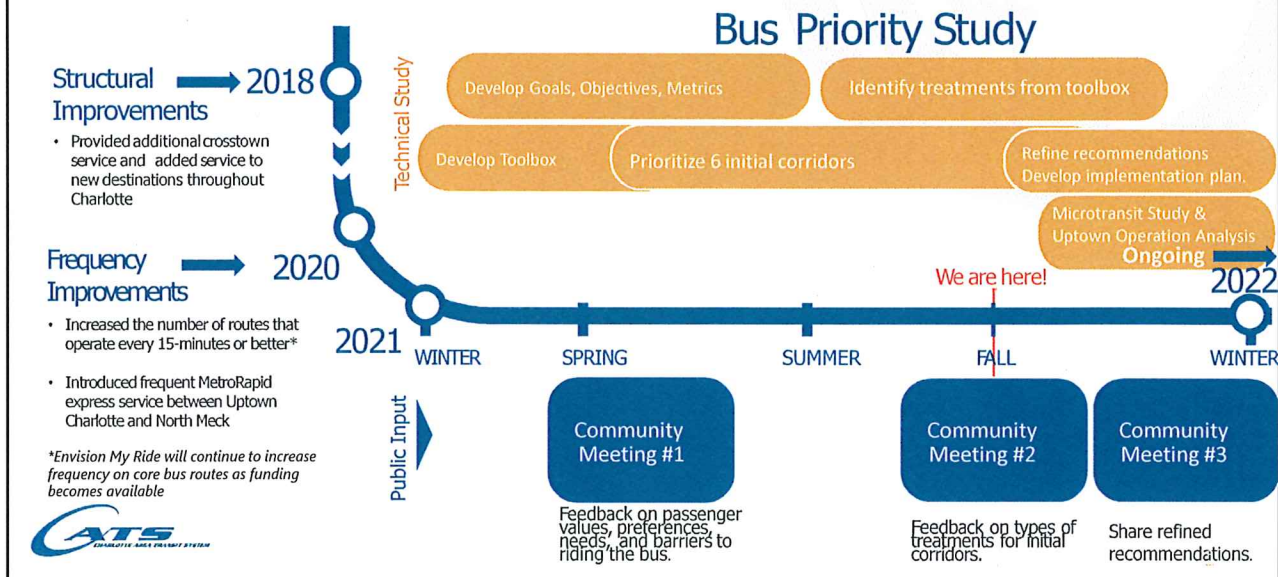 Bus Priority Study
Structural
Improvements
2018
• Provided additional crosstown
service and added service to
new destinations throughout
Charlotte
Frequency
Improvements
2020
• Increased the number of routes that
operate every 15-minutes or better*
• Introduced frequent MetroRapid
express service between Uptown
Charlotte and North Meck
*Envision My Ride will continue to increase
frequency on core bus routes as funding
becomes available
CATS
CHARLOTTE AREA TRANSIT SYSTEM
Technical Study
Develop Goals, Objectives, Metrics
Identify treatments from toolbox
Develop Toolbox
Prioritize 6 initial corridors
Refine recommendations
Develop implementation plan.
Microtransit Study &
Uptown Operation Analysis
Ongoing
We are here!
2022
2021
WINTER
SPRING
SUMMER
FALL
WINTER
Public Input
Community
Meeting #1
Feedback on passenger
values, preferences,
needs, and barriers to
riding the bus.
Community
Meeting #2
Feedback on types of
treatments for initial
corridors.
Community
Meeting #3
Share refined
recommendations.